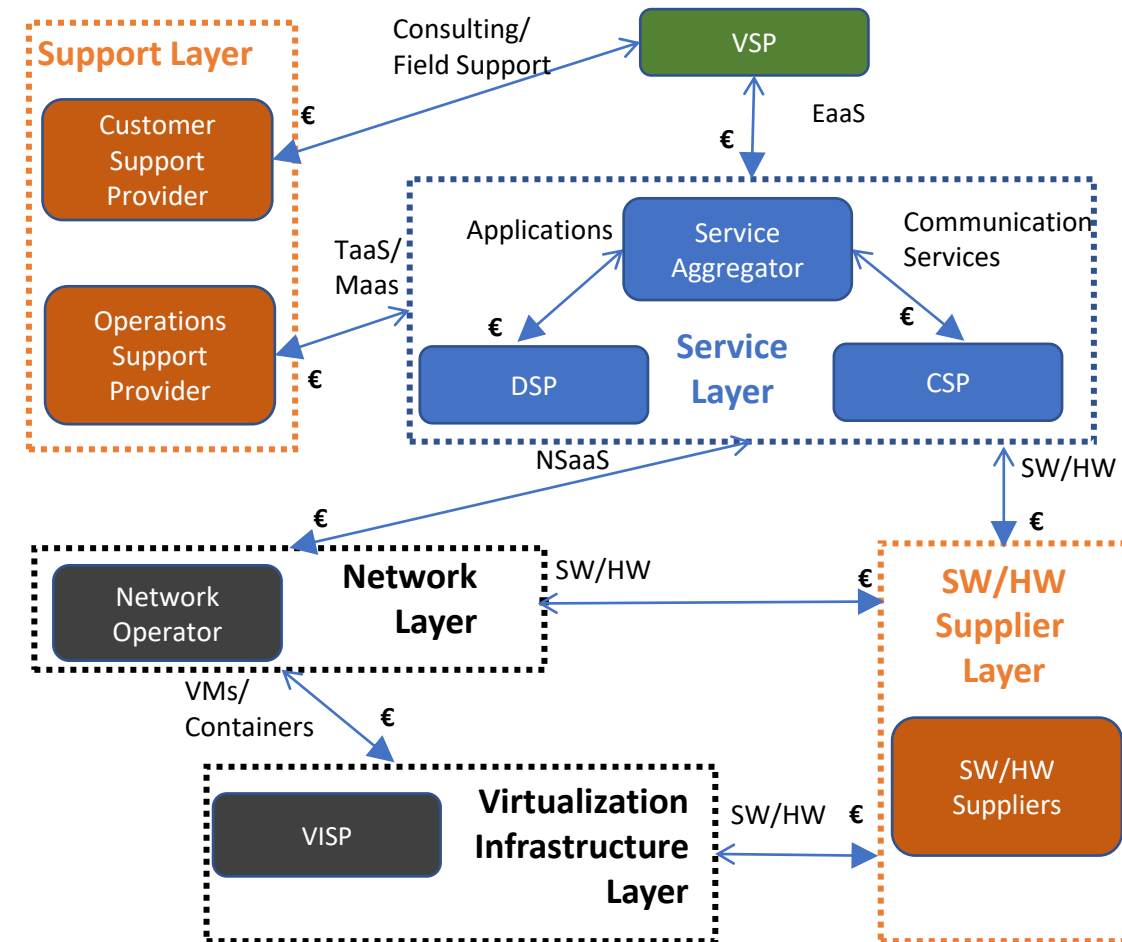 Support Layer
Consulting/
Field Support
VSP
Customer
Support
Provider
€
EaaS
€
Applications
Service
Aggregator
Communication
Services
TaaS/
Maas
Operations
Support
Provider
€
€
€
Service
Layer
DSP
CSP
NSaaS
SW/HW
€
€
Network
Operator
Network
Layer
SW/HW
€
SW/HW
Supplier
Layer
VMs/
Containers
€
SW/HW
Suppliers
VISP
Virtualization
Infrastructure
Layer
SW/HW
€